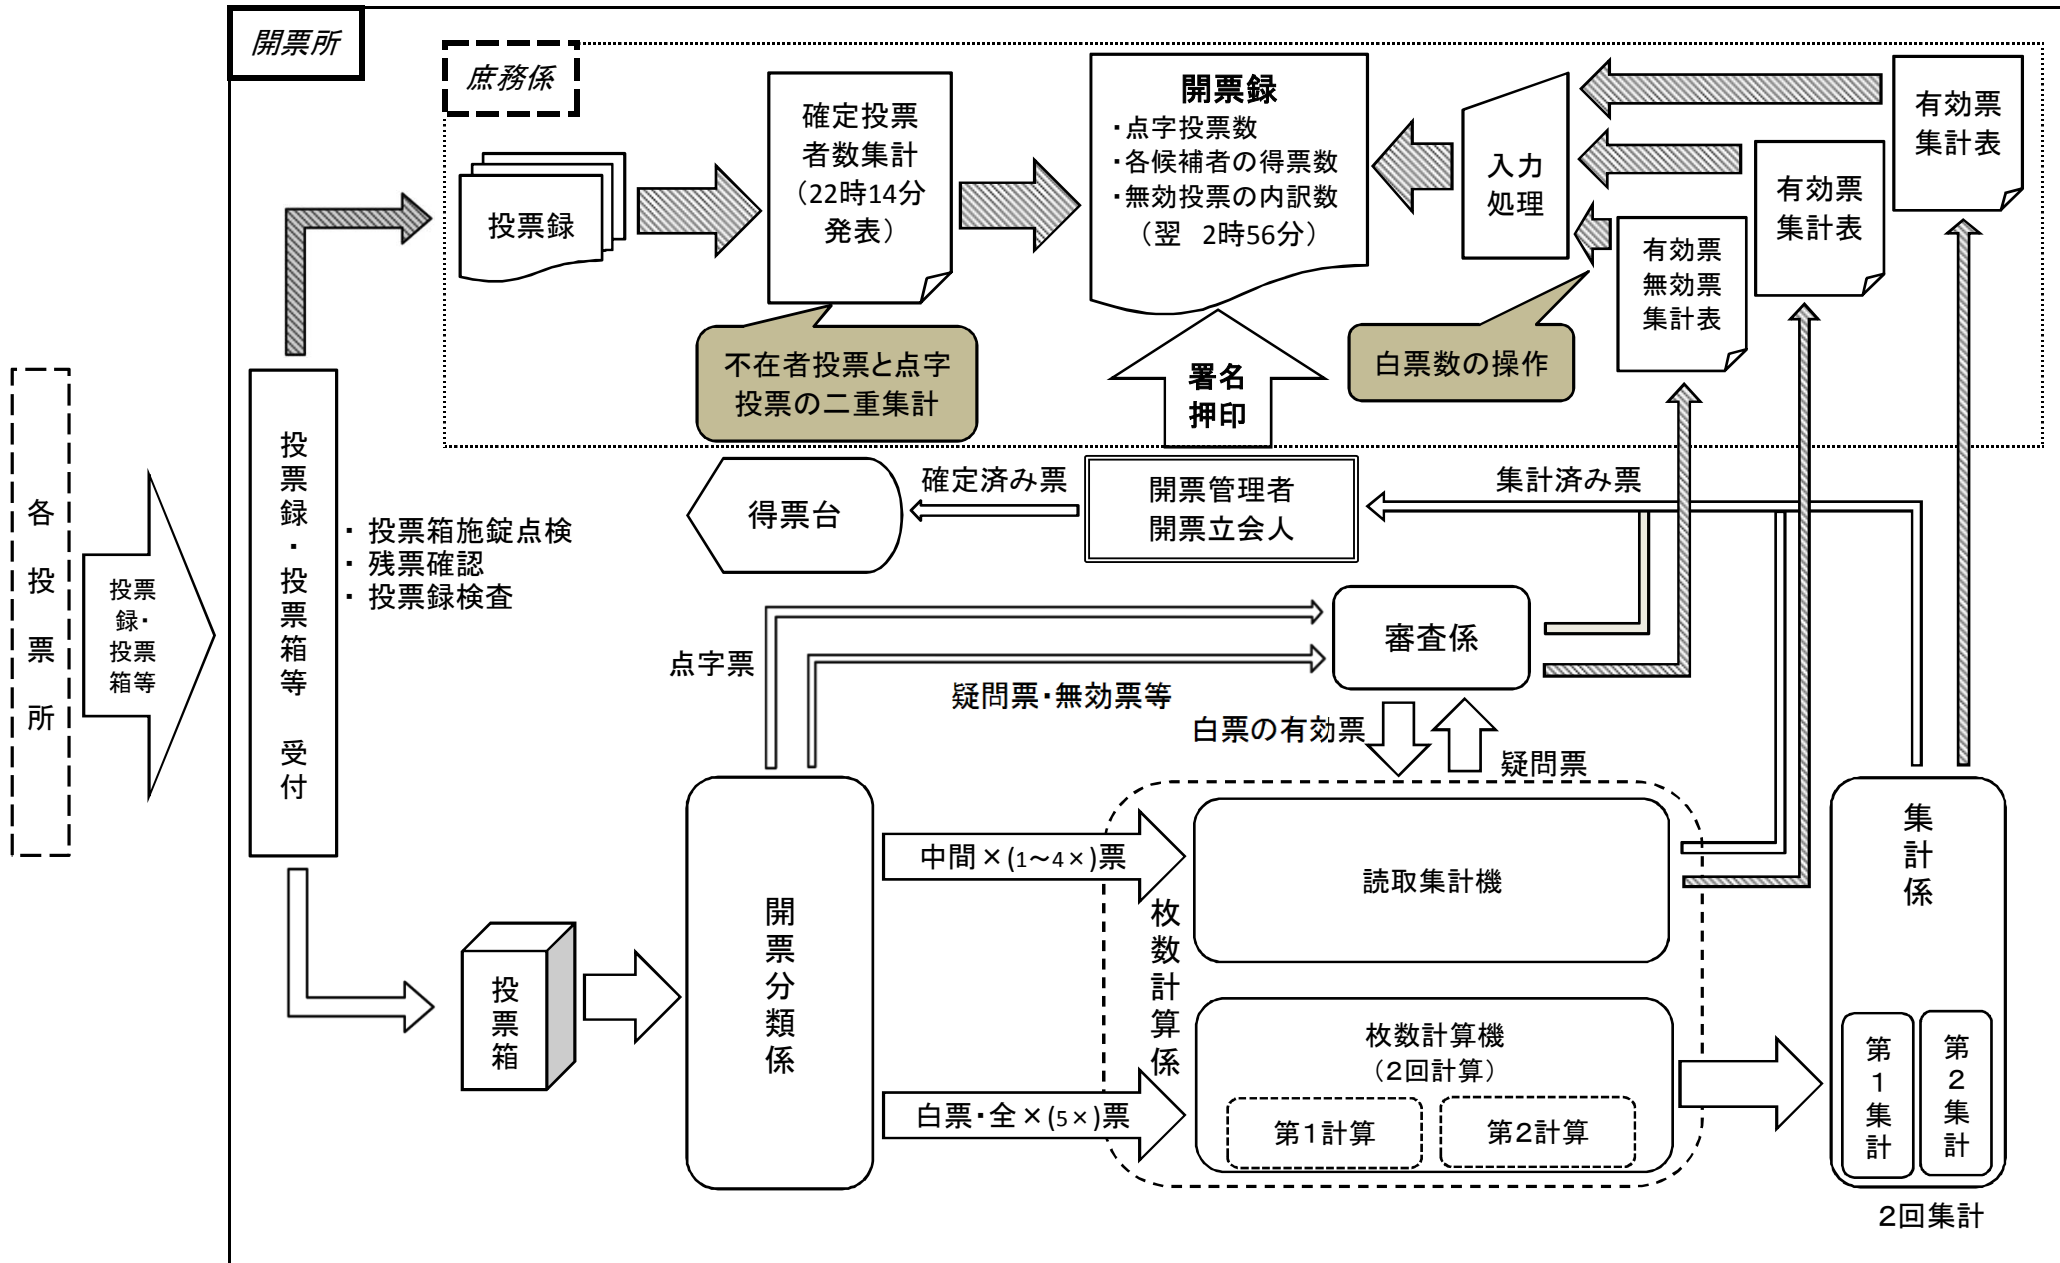 開票所
庶務係
投票録
確定投票
者数集計
(22時14分
発表)
開票録
・点字投票数
・各候補者の得票数
・無効投票の内訳数
(翌 2時56分)
入力
処理
有効票
集計表
有効票
集計表
有効票
無効票
集計表
不在者投票と点字
投票の二重集計
白票数の操作
署名
押印
各投票所
投票
録・
投票
箱等
投票録・投票箱等 受付
・ 投票箱施錠点検
・ 残票確認
・ 投票録検査
得票台
確定済み票
開票管理者
開票立会人
集計済み票
審査係
点字票
疑問票・無効票等
白票の有効票
疑問票
投票箱
開票分類係
中間×(1～4×)票
白票・全×(5×)票
枚数計算係
読取集計機
枚数計算機
(2回計算)
第1計算
第2計算
集計係
第1集計
第2集計
2回集計